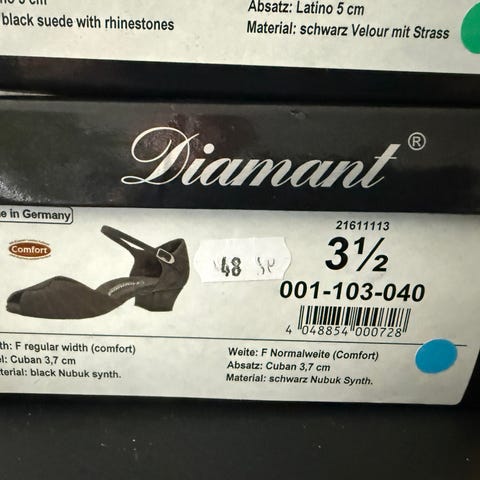 black suede with rhinestones
Absatz: Latino 5 cm
Material: schwarz Velour mit Strass
Diamant®
in Germany
Comfort
48
21611113
3½
001-103-040
4 048854 000728
F regular width (comfort)
Cuban 3,7 cm
black Nubuk synth.
Weite: F Normalweite (Comfort)
Absatz: Cuban 3,7 cm
Material: schwarz Nubuk Synth.